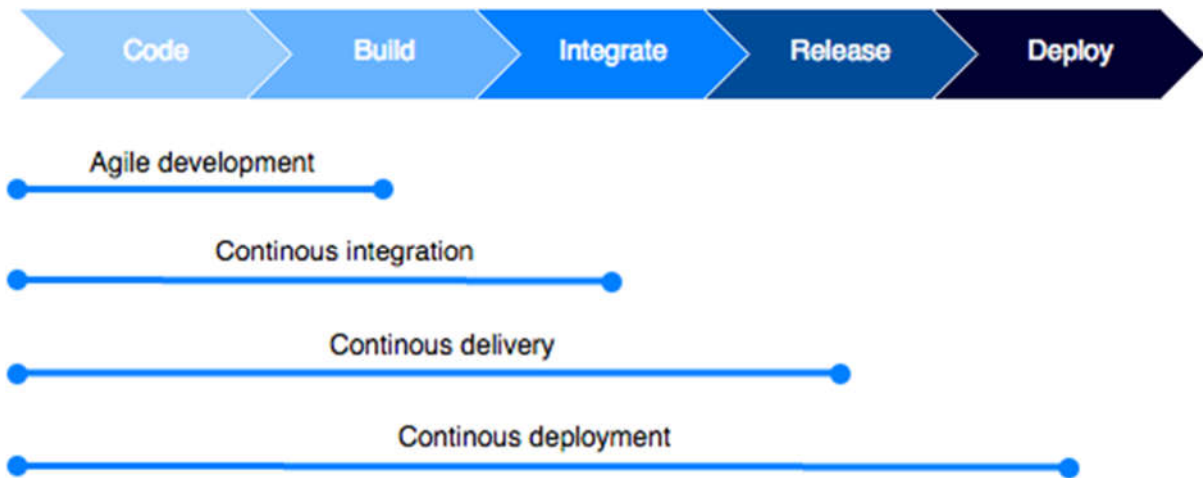 Code Build Integrate Release Deploy
Agile development
Continous integration
Continous delivery
Continous deployment